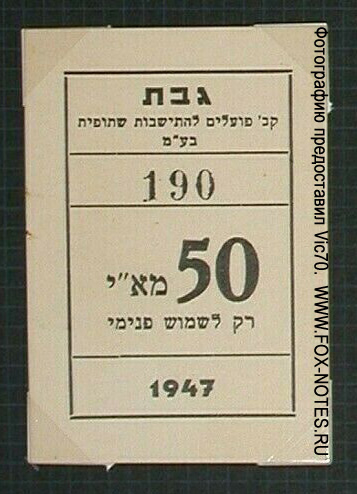 גבת
קב' פועלים להתישבות שתופית
בע"מ
190
50 מא"י
רק לשמוש פנימי
1947
Фотографию предоставил Vic70. WWW.FOX-NOTES.RU